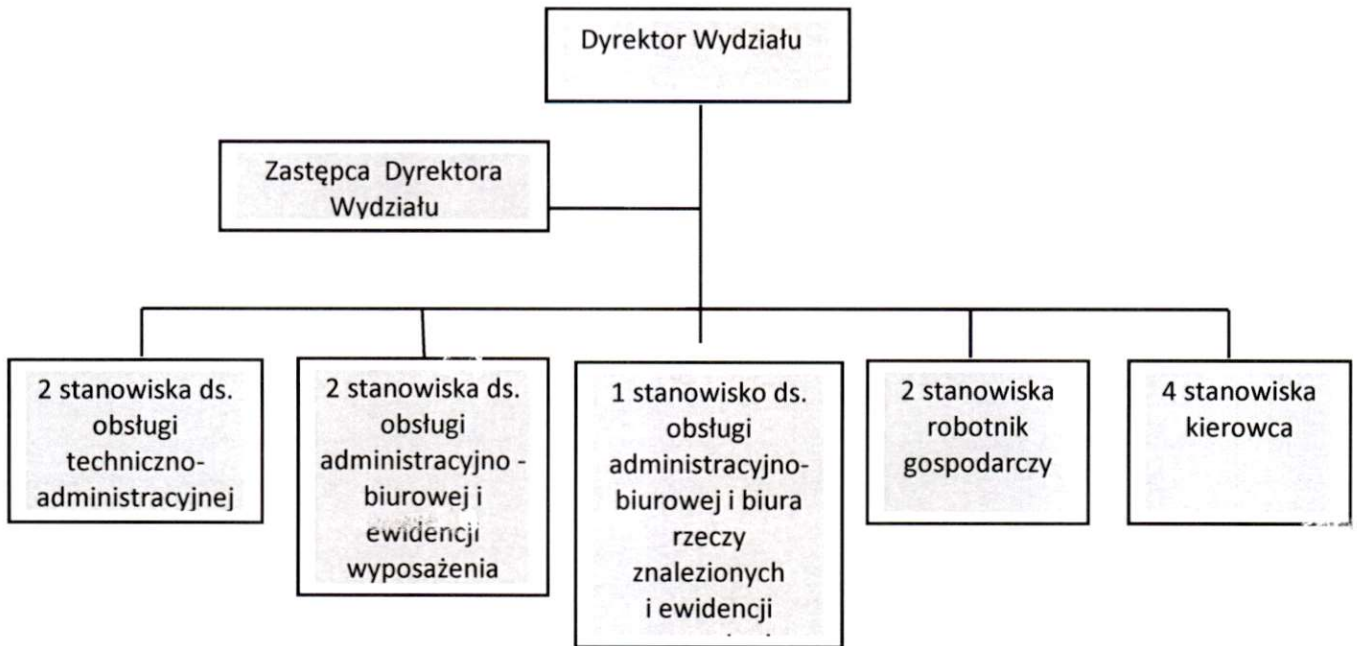 Dyrektor Wydziału
Zastępca Dyrektora
Wydziału
2 stanowiska ds.
obsługi
techniczno-
administracyjnej
2 stanowiska ds.
obsługi
administracyjno -
biurowej i
ewidencji
wyposażenia
1 stanowisko ds.
obsługi
administracyjno-
biurowej i biura
rzeczy
znalezionych
i ewidencji
2 stanowiska
robotnik
gospodarczy
4 stanowiska
kierowca